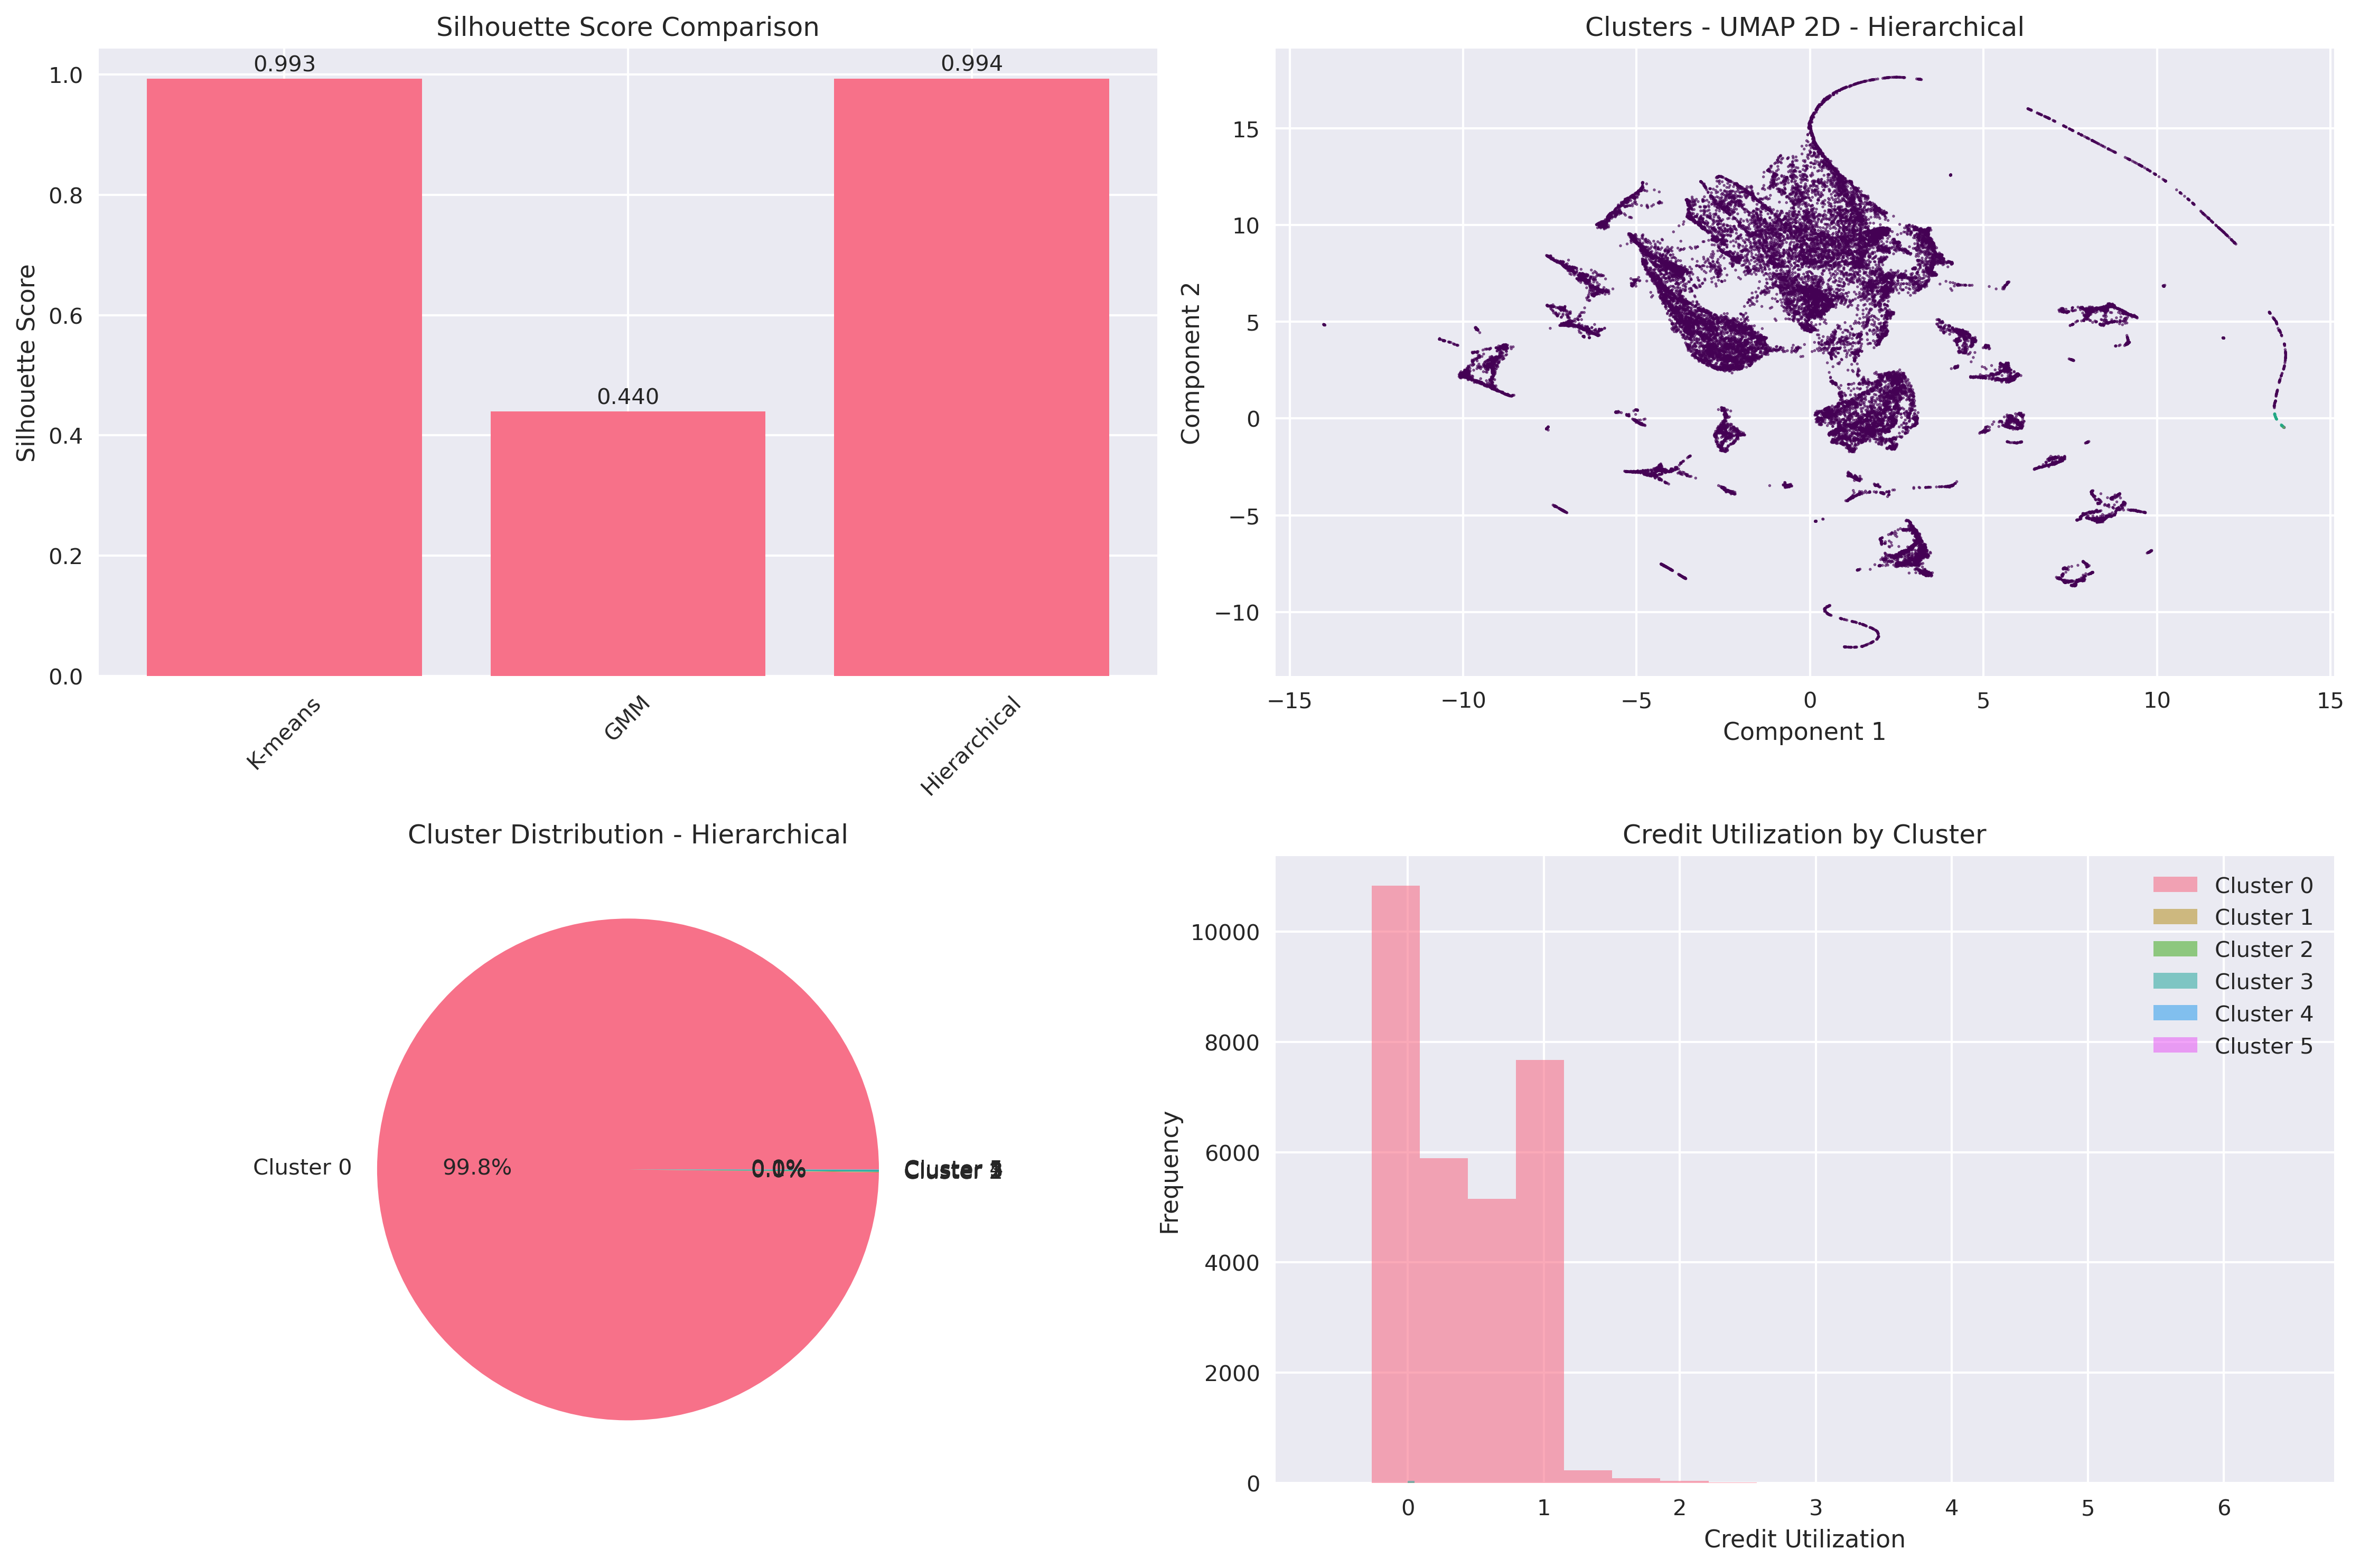 Silhouette Score Comparison
Silhouette Score
1.0
0.8
0.6
0.4
0.2
0.0
0.993
0.440
0.994
K-means
GMM
Hierarchical
Clusters - UMAP 2D - Hierarchical
Component 2
15
10
5
0
−5
−10
−15
−10
−5
0
5
10
15
Component 1
Cluster Distribution - Hierarchical
Cluster 0
99.8%
Credit Utilization by Cluster
Frequency
10000
8000
6000
4000
2000
0
Cluster 0
Cluster 1
Cluster 2
Cluster 3
Cluster 4
Cluster 5
0
1
2
3
4
5
6
Credit Utilization